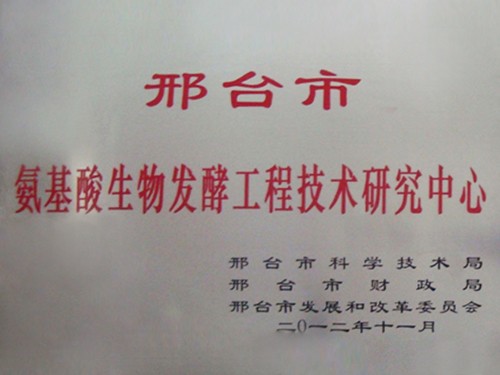 邢台市
氨基酸生物发酵工程技术研究中心
邢台市科学技术局
邢台市财政局
邢台市发展和改革委员会
二〇一二年十一月